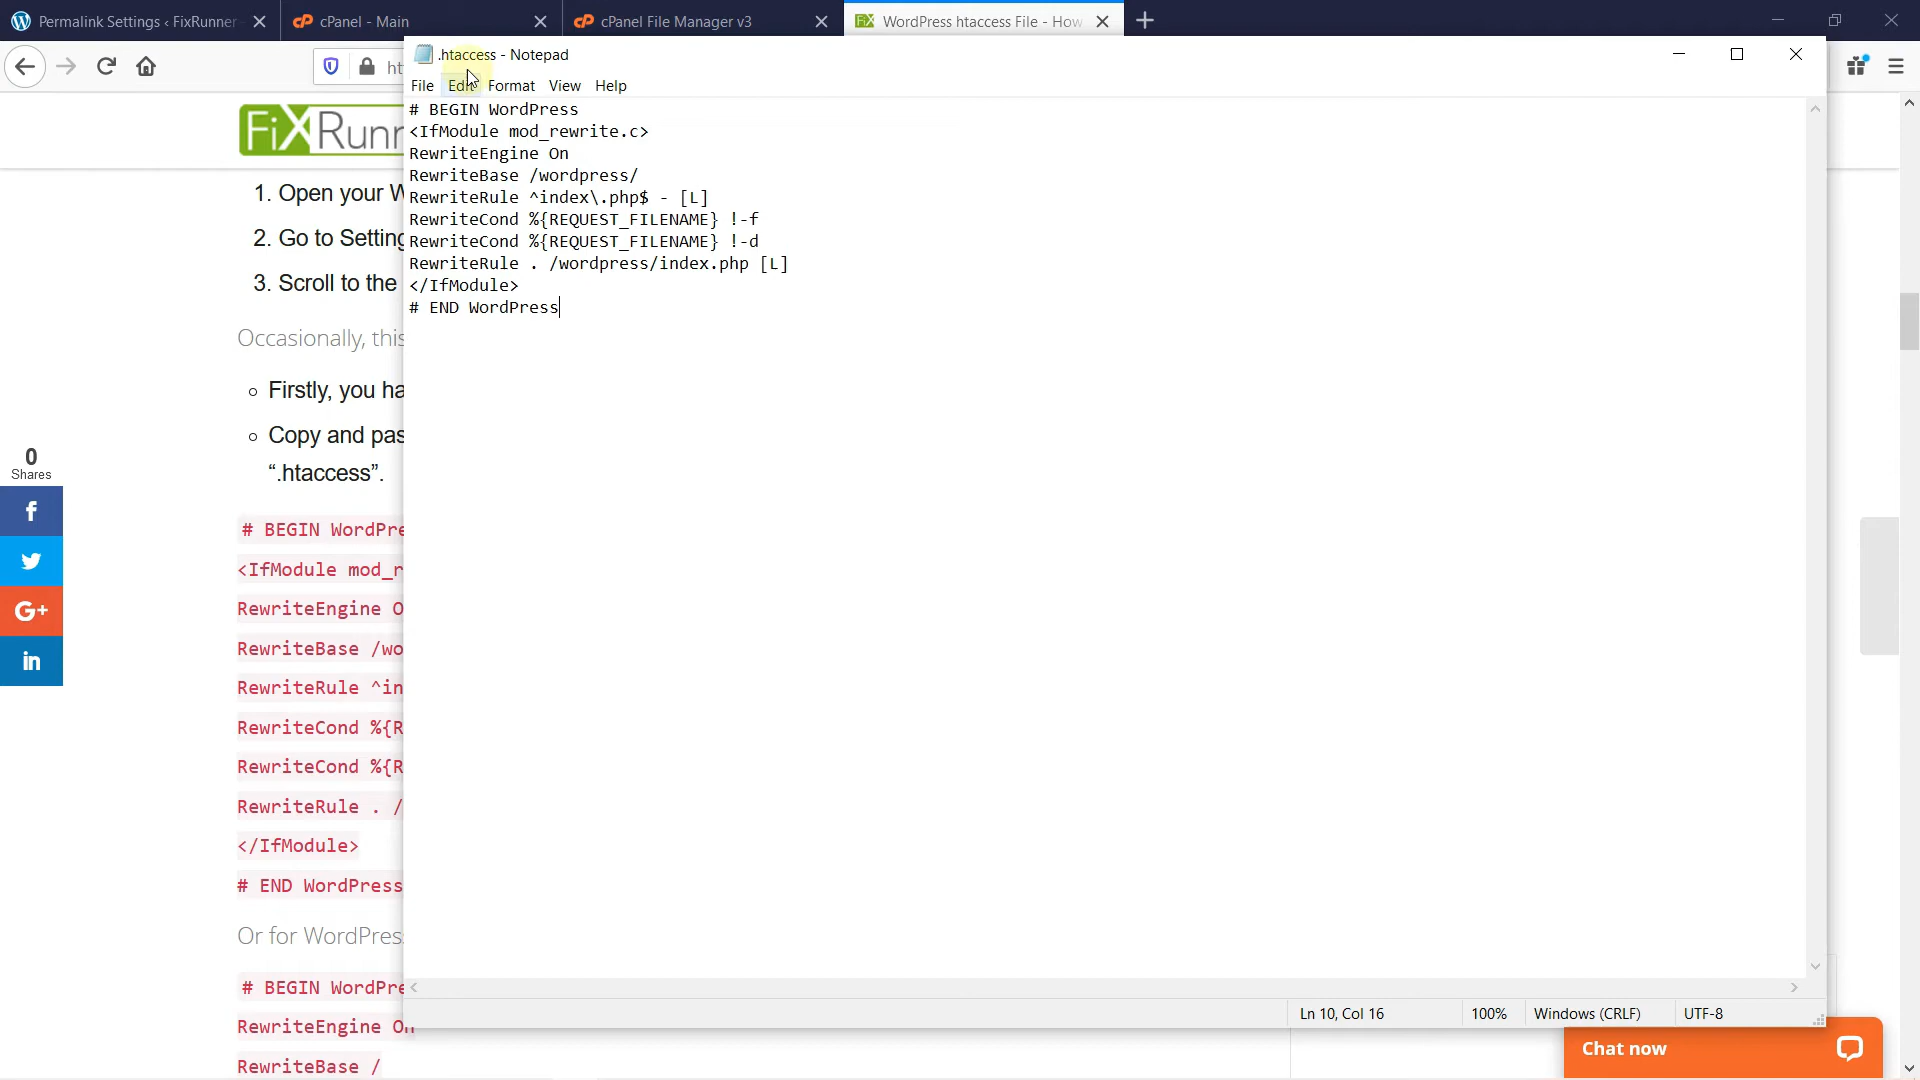 Permalink Settings ‹ FixRunner
cPanel - Main
cPanel File Manager v3
WordPress htaccess File - How
.htaccess - Notepad
File Edit Format View Help
# BEGIN WordPress
<IfModule mod_rewrite.c>
RewriteEngine On
RewriteBase /wordpress/
RewriteRule ^index\.php$ - [L]
RewriteCond %{REQUEST_FILENAME} !-f
RewriteCond %{REQUEST_FILENAME} !-d
RewriteRule . /wordpress/index.php [L]
</IfModule>
# END WordPress
Ln 10, Col 16
100%
Windows (CRLF)
UTF-8
FiXRunn
1. Open your W
2. Go to Setting
3. Scroll to the
Occasionally, this
Firstly, you ha
Copy and pas
“.htaccess”.
# BEGIN WordPre
<IfModule mod_r
RewriteEngine O
RewriteBase /wo
RewriteRule ^in
RewriteCond %{R
RewriteCond %{R
RewriteRule . /
</IfModule>
# END WordPress
Or for WordPress
# BEGIN WordPre
RewriteEngine On
RewriteBase /
0
Shares
G+
in
Chat now